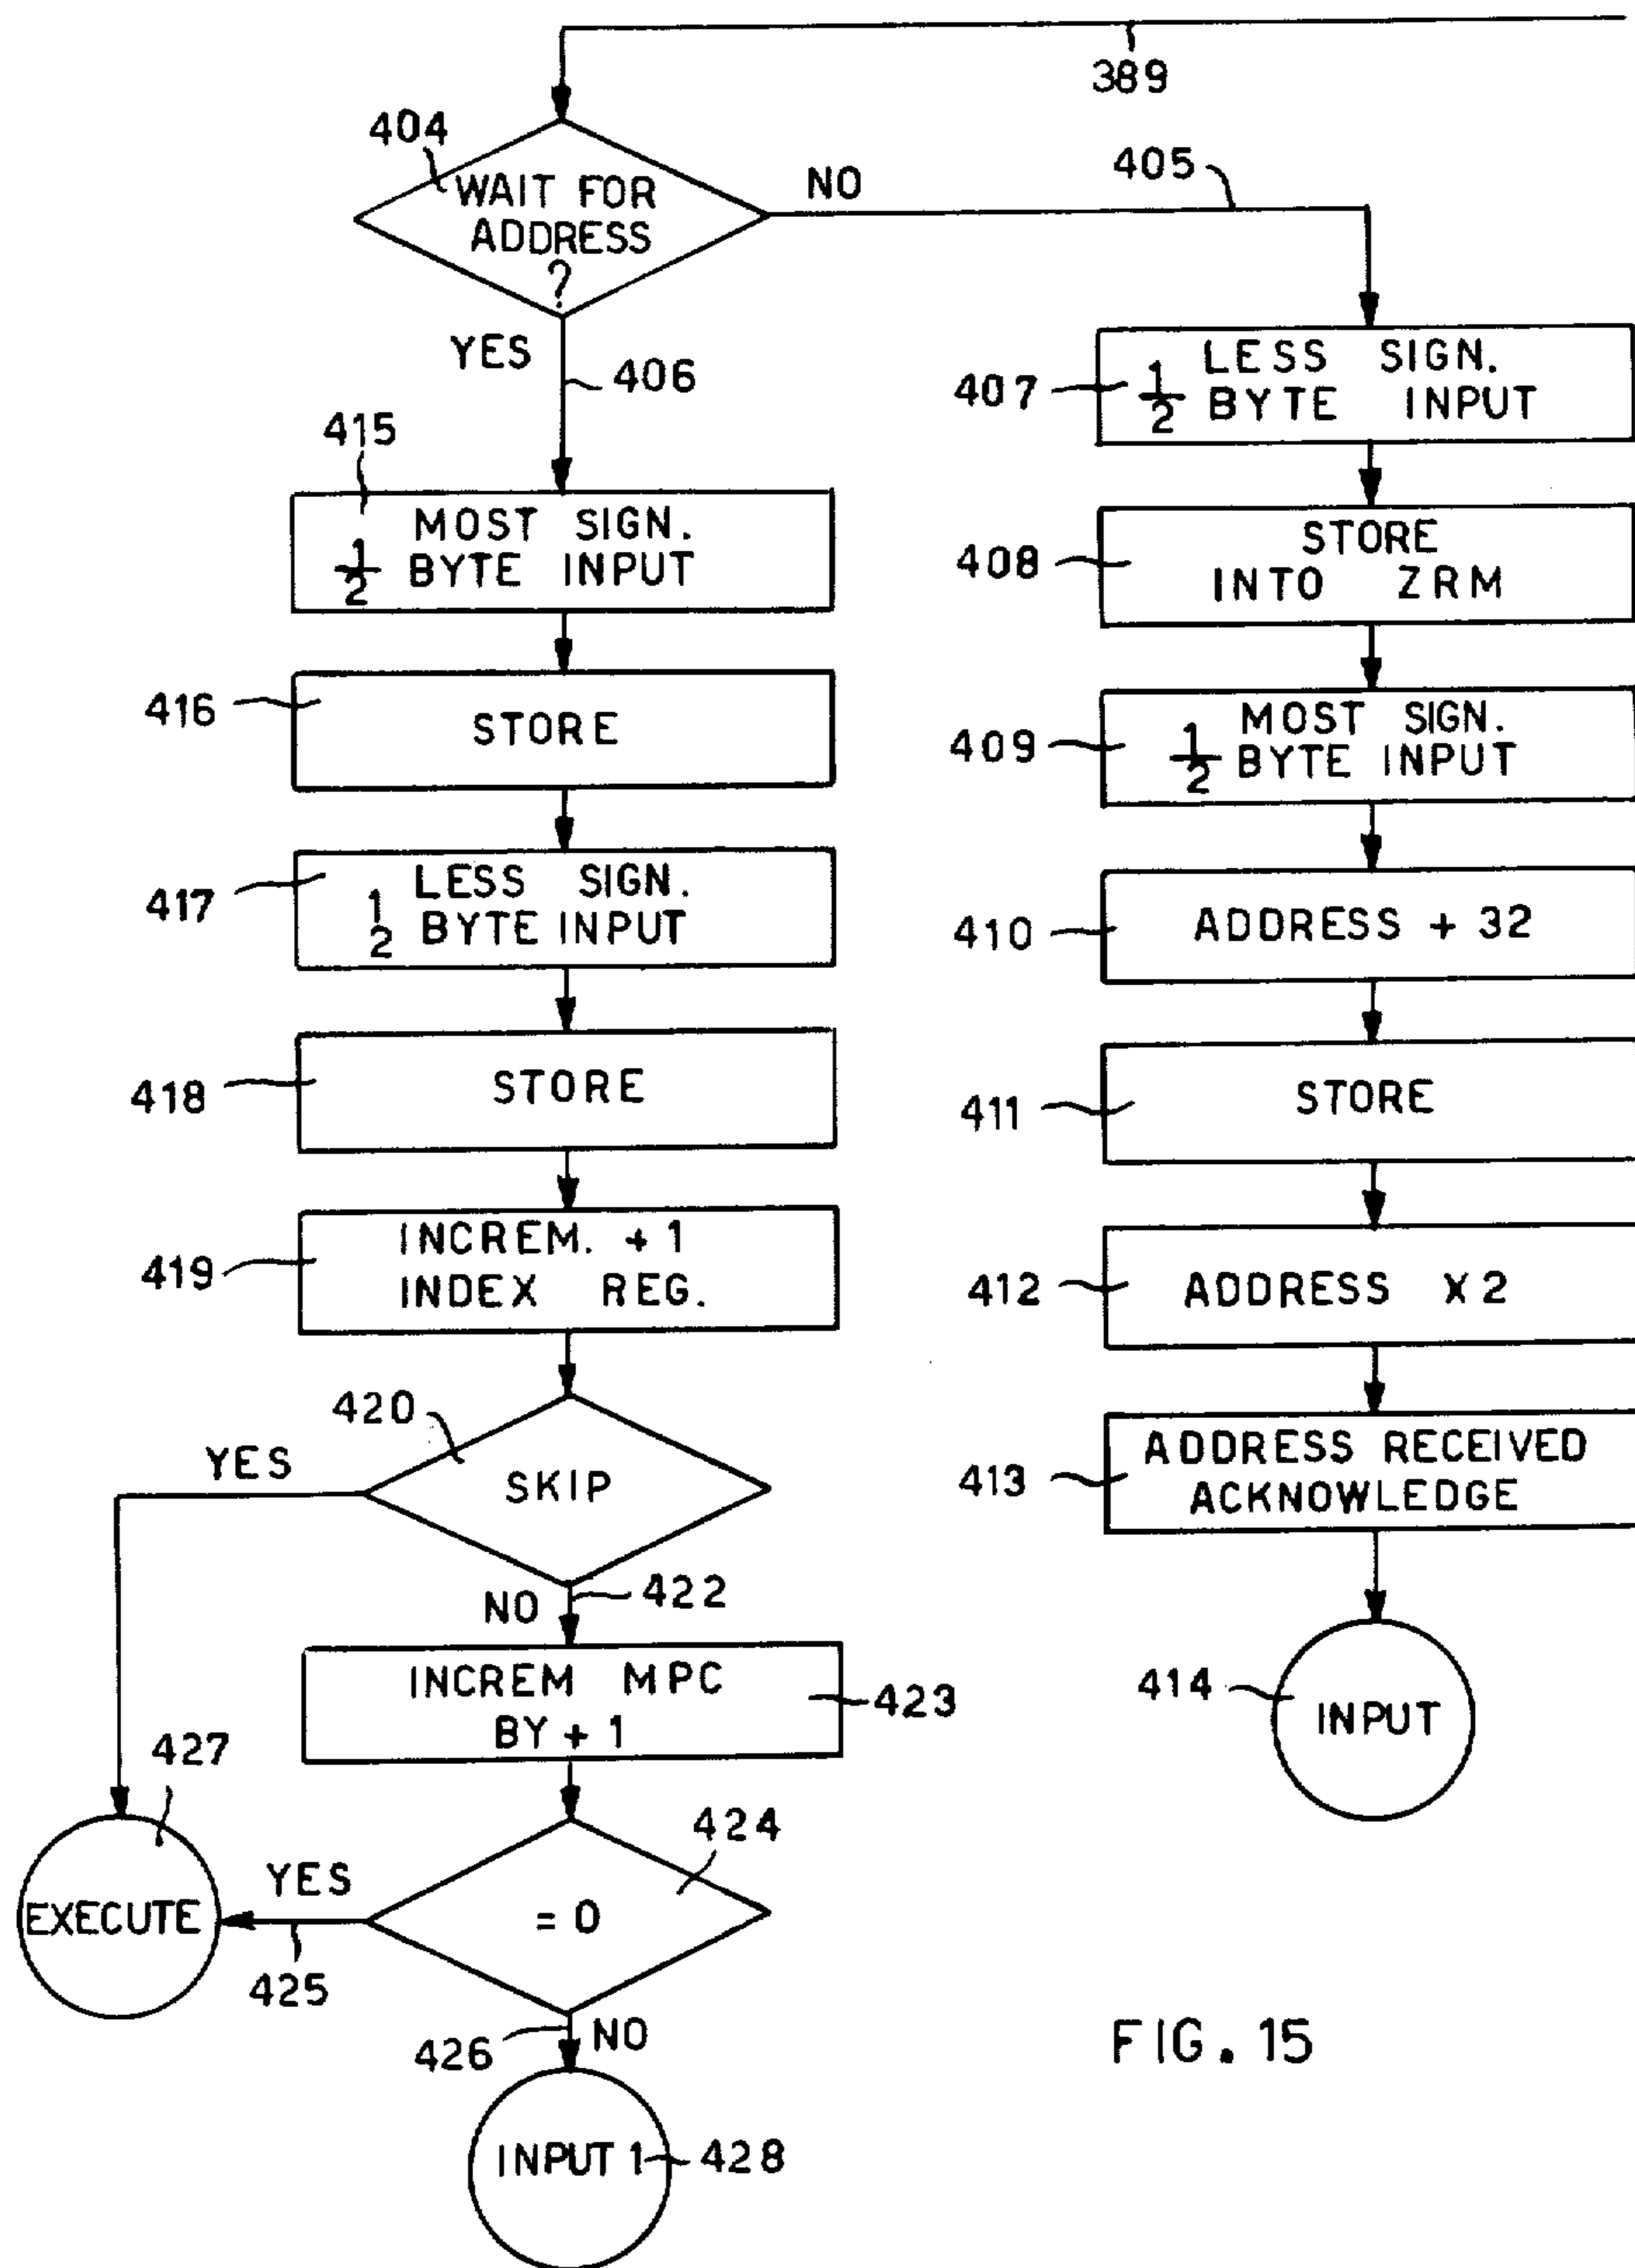 389
404
WAIT FOR
ADDRESS
?
NO
405
YES
406
407
LESS SIGN.
1/2 BYTE INPUT
415
MOST SIGN.
1/2 BYTE INPUT
408
STORE
INTO ZRM
416
STORE
409
MOST SIGN.
1/2 BYTE INPUT
417
LESS SIGN.
1/2 BYTE INPUT
410
ADDRESS + 32
418
STORE
411
STORE
419
INCREM. + 1
INDEX REG.
412
ADDRESS X 2
420
YES
SKIP
413
ADDRESS RECEIVED
ACKNOWLEDGE
NO
422
INCREM MPC
BY + 1
423
414
INPUT
427
EXECUTE
YES
425
424
= 0
426
NO
INPUT 1
428
FIG. 15